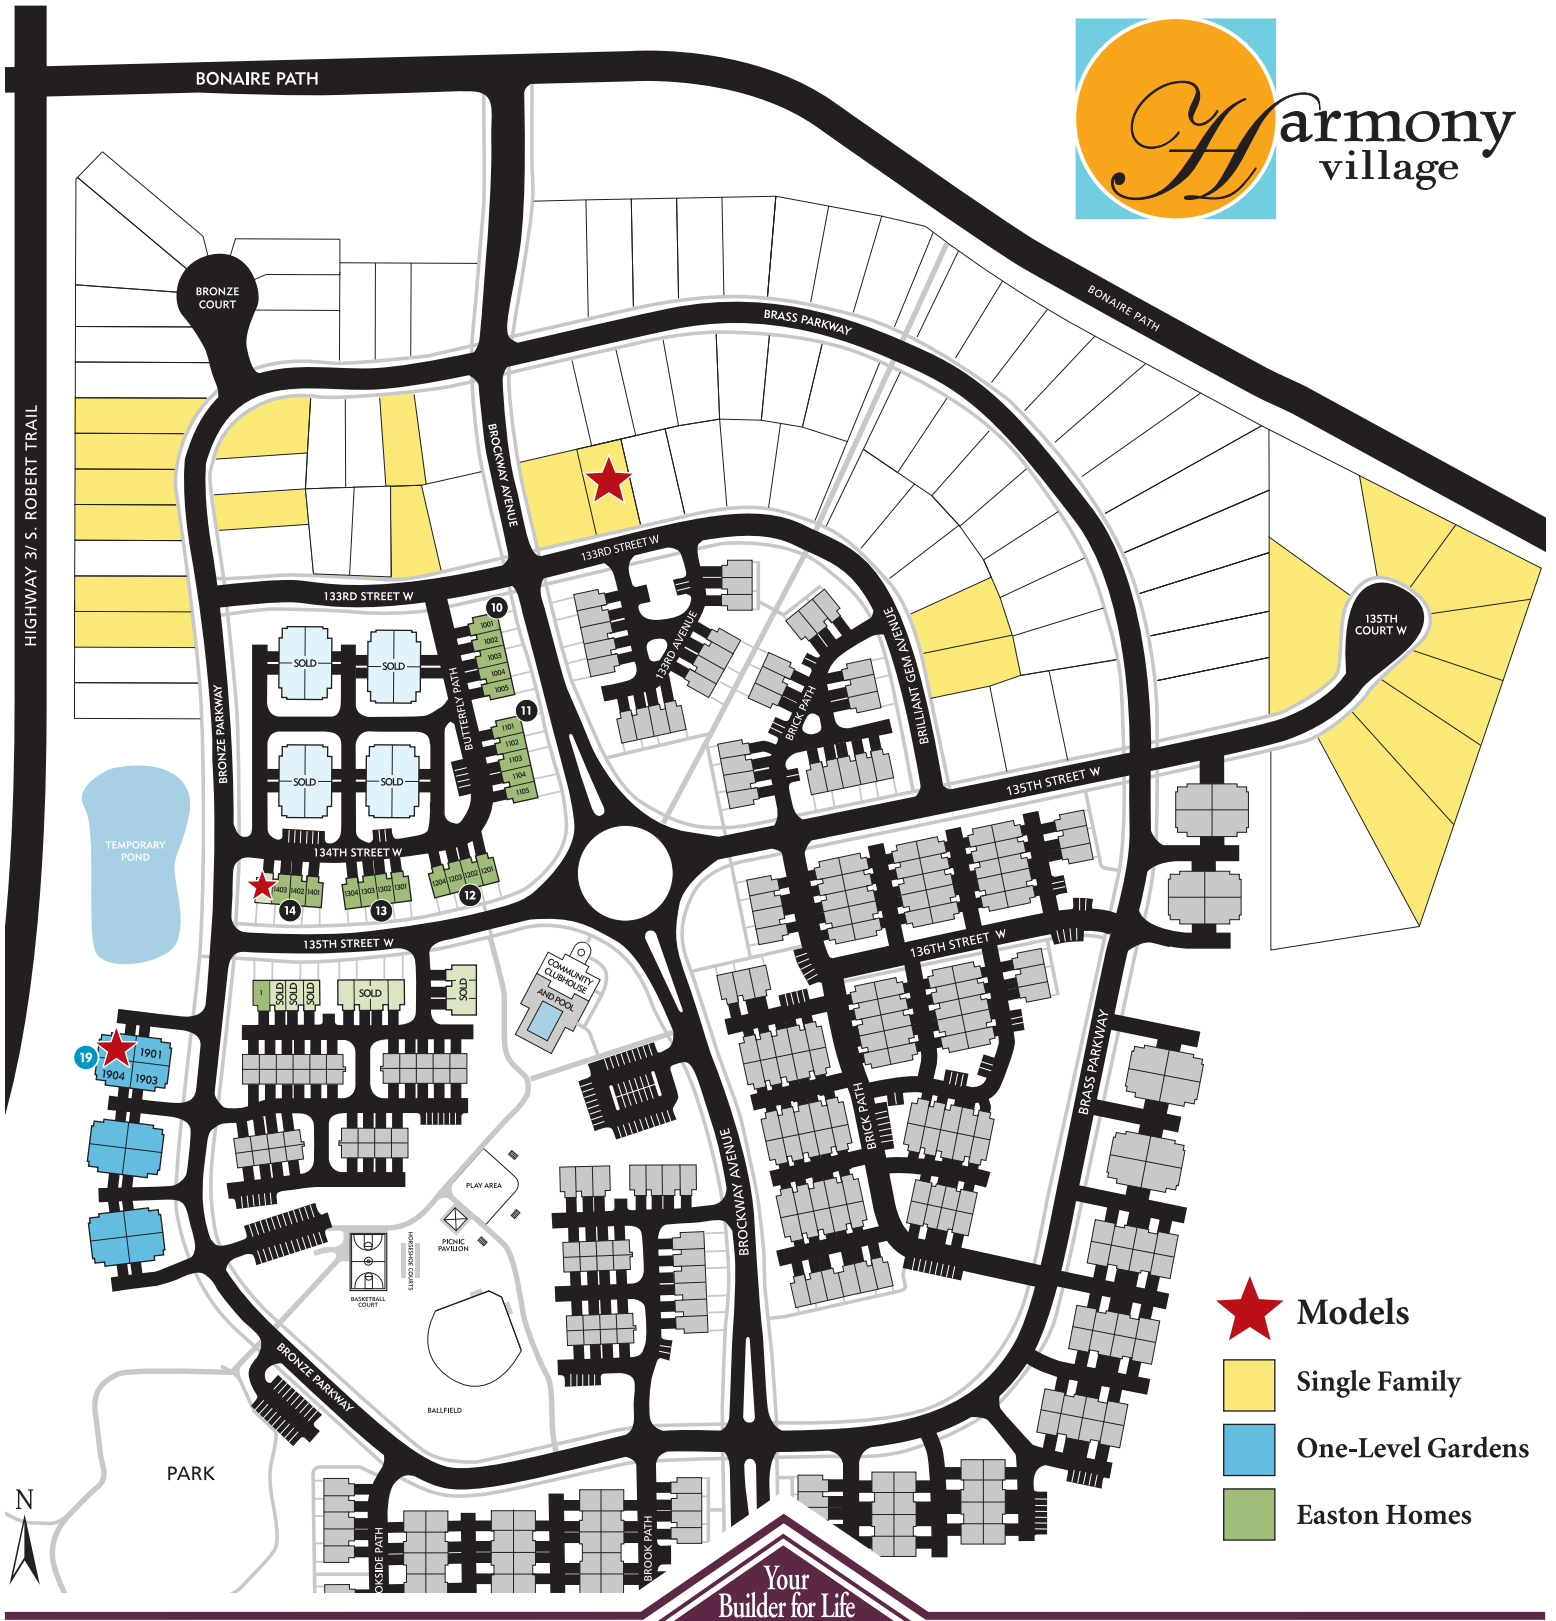 BONAIRE PATH
Harmony
village
BRONZE
COURT
BONAIRE PATH
BRASS PARKWAY
HIGHWAY 3/ S. ROBERT TRAIL
BROCKWAY AVENUE
133RD STREET W
133RD STREET W
10
1001
1002
1003
1004
1005
135TH
COURT W
133RD AVENUE
BRILLIANT GEM AVENUE
SOLD
SOLD
BUTTERFLY PATH
BRICK PATH
BRONZE PARKWAY
11
1101
1102
1103
1104
1105
SOLD
SOLD
135TH STREET W
TEMPORARY
POND
134TH STREET W
1304
1403
1402
1401
14
1304
1303
1302
1301
13
1204
1203
1202
1201
12
135TH STREET W
136TH STREET W
COMMUNITY
CLUBHOUSE
AND POOL
1
SOLD
SOLD
SOLD
SOLD
SOLD
19
1901
1904
1903
BRASS PARKWAY
BRICK PATH
BROCKWAY AVENUE
PLAY AREA
PICNIC
PAVILION
HORSESHOE COURTS
BASKETBALL
COURT
BRONZE PARKWAY
BALLFIELD
PARK
N
OKSIDE PATH
BROOK PATH
Models
Single Family
One-Level Gardens
Easton Homes
Your
Builder for Life